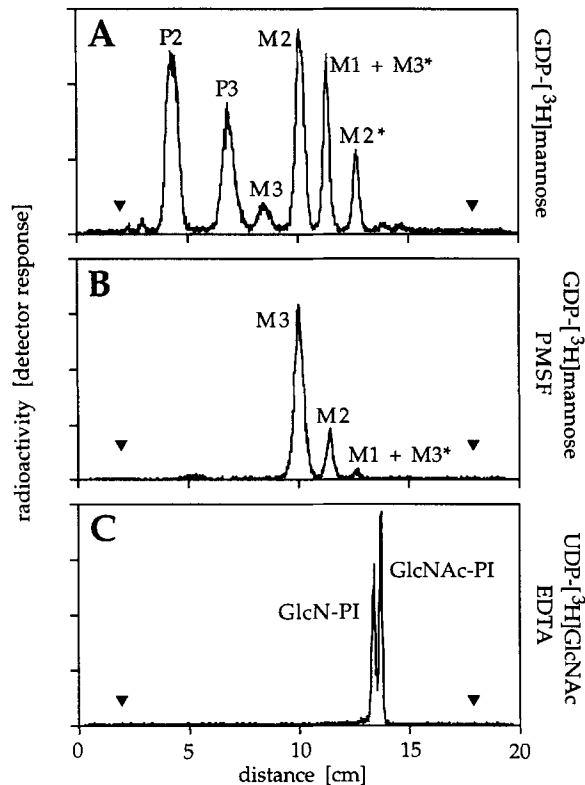 A
P2
P3
M3
M2
M1 + M3*
M2*
GDP-[³H]mannose
B
M3
M2
M1 + M3*
GDP-[³H]mannose
PMSF
C
GlcN-PI
GlcNAc-PI
UDP-[³H]GlcNAc
EDTA
radioactivity [detector response]
0 5 10 15 20
distance [cm]